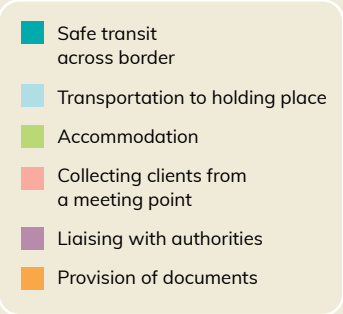 Safe transit
across border
Transportation to holding place
Accommodation
Collecting clients from
a meeting point
Liaising with authorities
Provision of documents